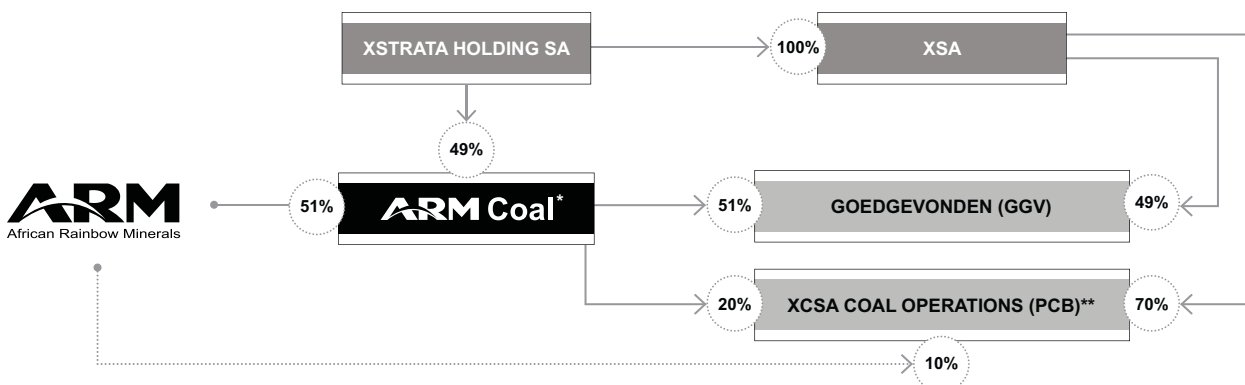 XSTRATA HOLDING SA
100%
XSA
49%
ARM
African Rainbow Minerals
51%
ARM Coal*
51%
GOEDGEVONDEN (GGV)
49%
20%
XCSA COAL OPERATIONS (PCB)**
70%
10%